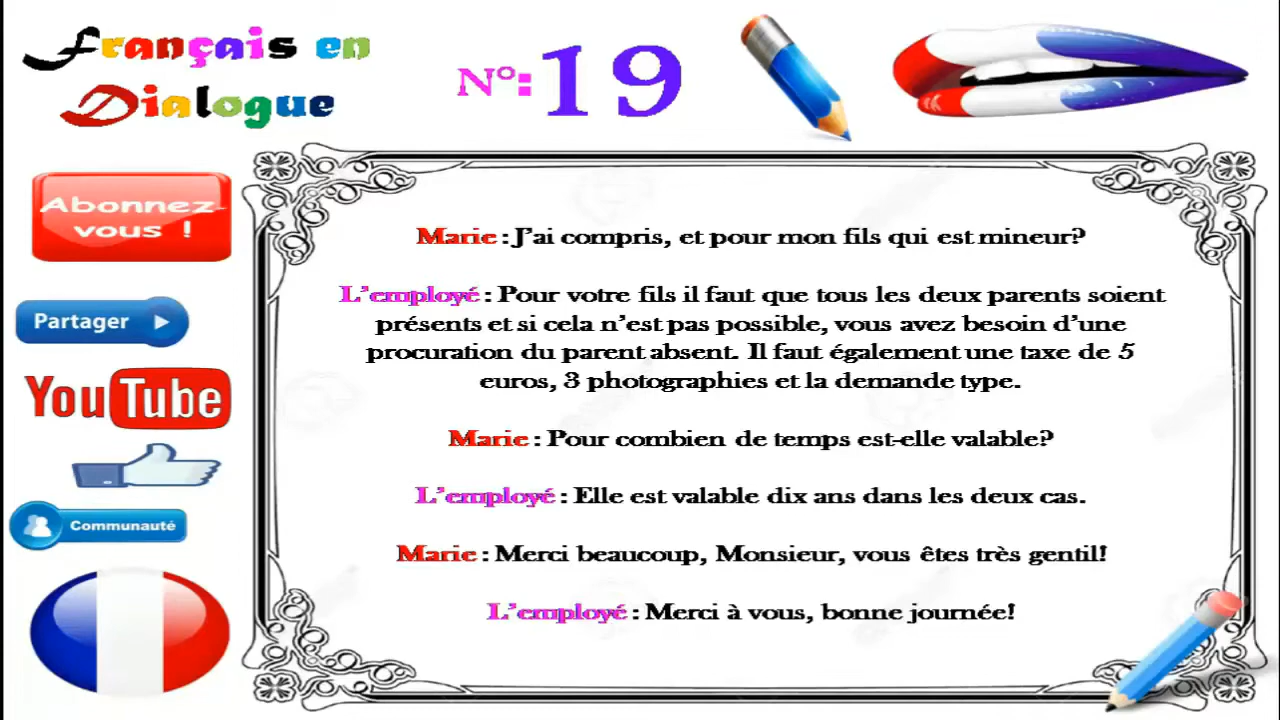 Français en
Dialogue
N°:19
Abonnez-
vous !
Partager
YouTube
Communauté
Marie : J'ai compris, et pour mon fils qui est mineur?
L'employé : Pour votre fils il faut que tous les deux parents soient
présents et si cela n'est pas possible, vous avez besoin d'une
procuration du parent absent. Il faut également une taxe de 5
euros, 3 photographies et la demande type.
Marie : Pour combien de temps est-elle valable?
L'employé : Elle est valable dix ans dans les deux cas.
Marie : Merci beaucoup, Monsieur, vous êtes très gentil!
L'employé : Merci à vous, bonne journée!